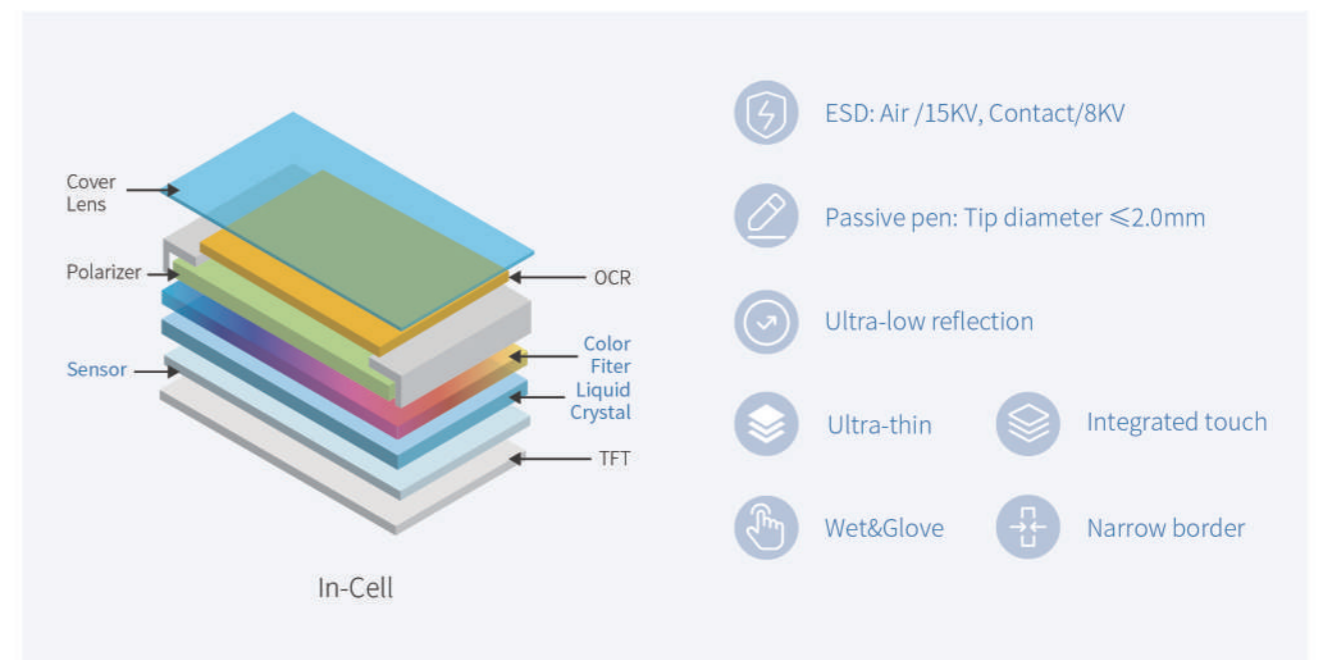 Cover
Lens
Polarizer
OCR
Color
Fiter
Sensor
Liquid
Crystal
TFT
In-Cell
ESD: Air /15KV, Contact/8KV
Passive pen: Tip diameter ≤2.0mm
Ultra-low reflection
Ultra-thin
Integrated touch
Wet&Glove
Narrow border